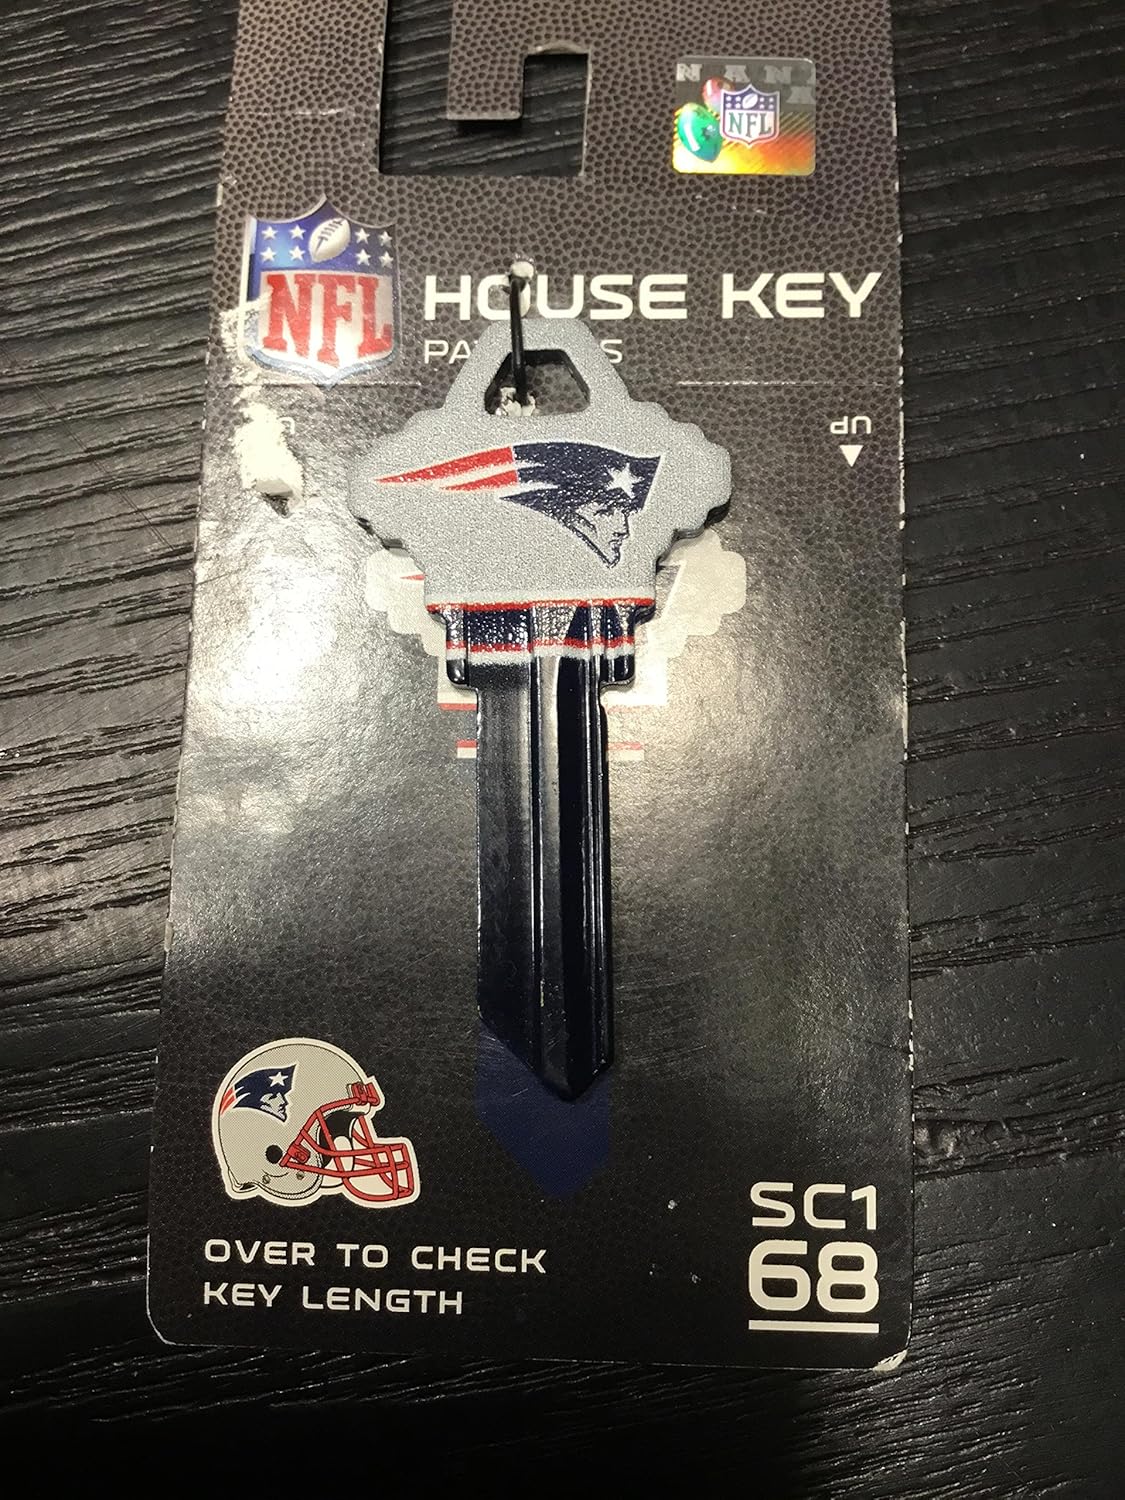 NFL
NFL
HOUSE KEY
UP
OVER TO CHECK
KEY LENGTH
SC1
68